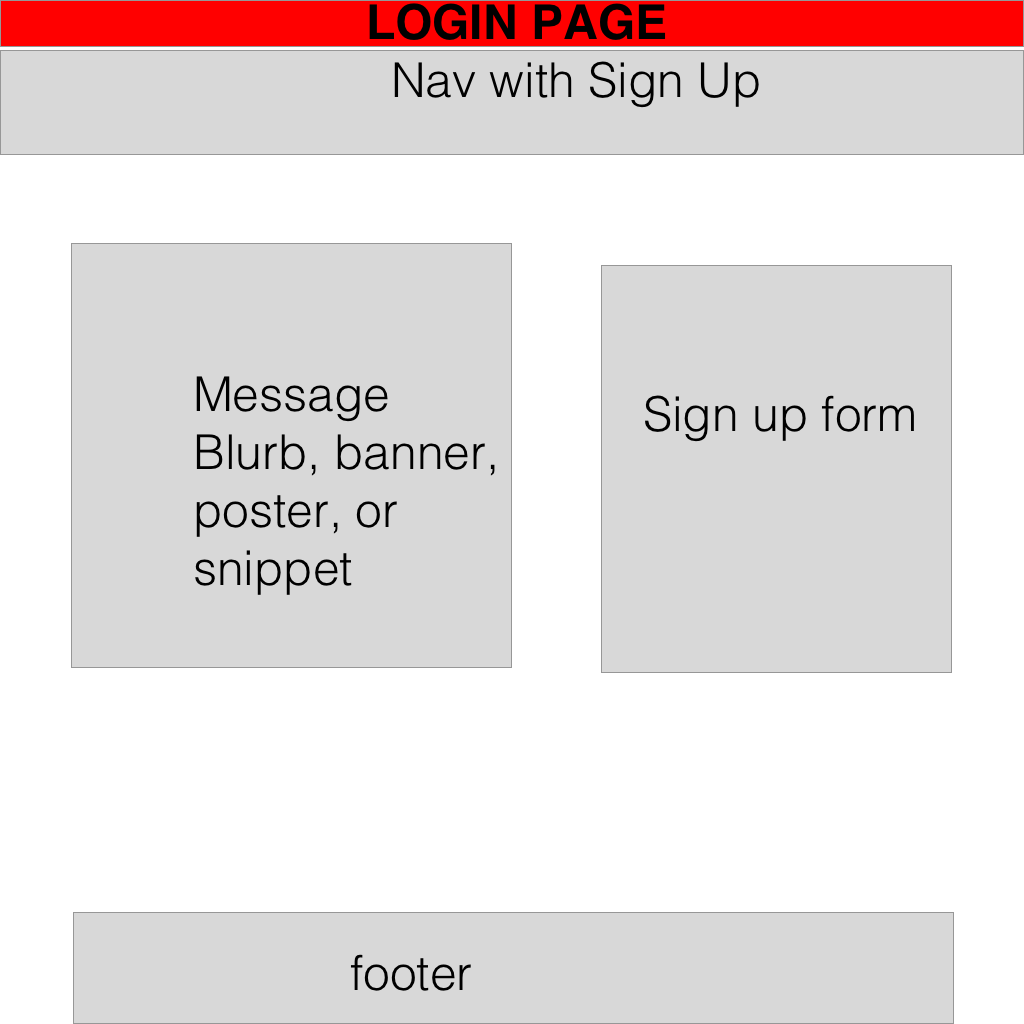 LOGIN PAGE
Nav with Sign Up
Message
Blurb, banner,
poster, or
snippet
Sign up form
footer